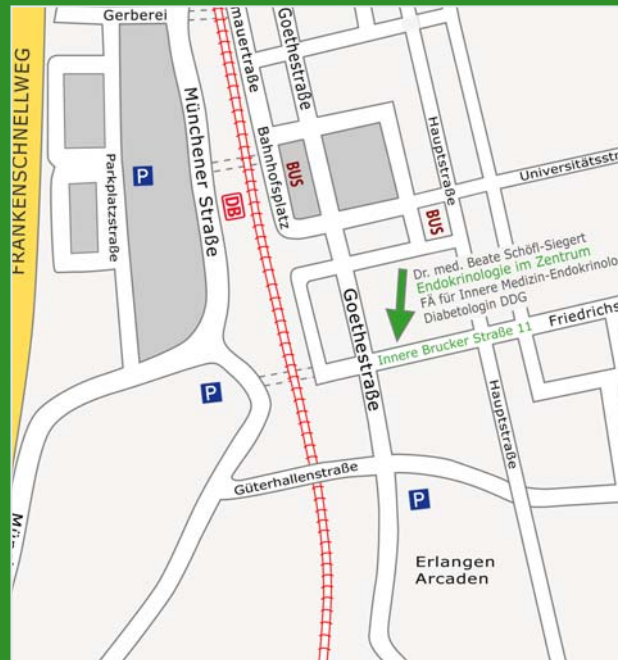 Gerberei
FRANKENSCHNELLWEG
Münchener Straße
Parkplatzstraße
P
mauertraße
Goethestraße
Bahnhofsplatz
BUS
DB
Hauptstraße
Universitätsstr
BUS
Dr. med. Beate Schöfl-Siegert
Endokrinologie im Zentrum
FÄ für Innere Medizin-Endokrinolo
Diabetologin DDG
Innere Brucker Straße 11
Friedrichs
Goethestraße
P
Hauptstraße
Güterhallenstraße
P
Erlangen
Arcaden